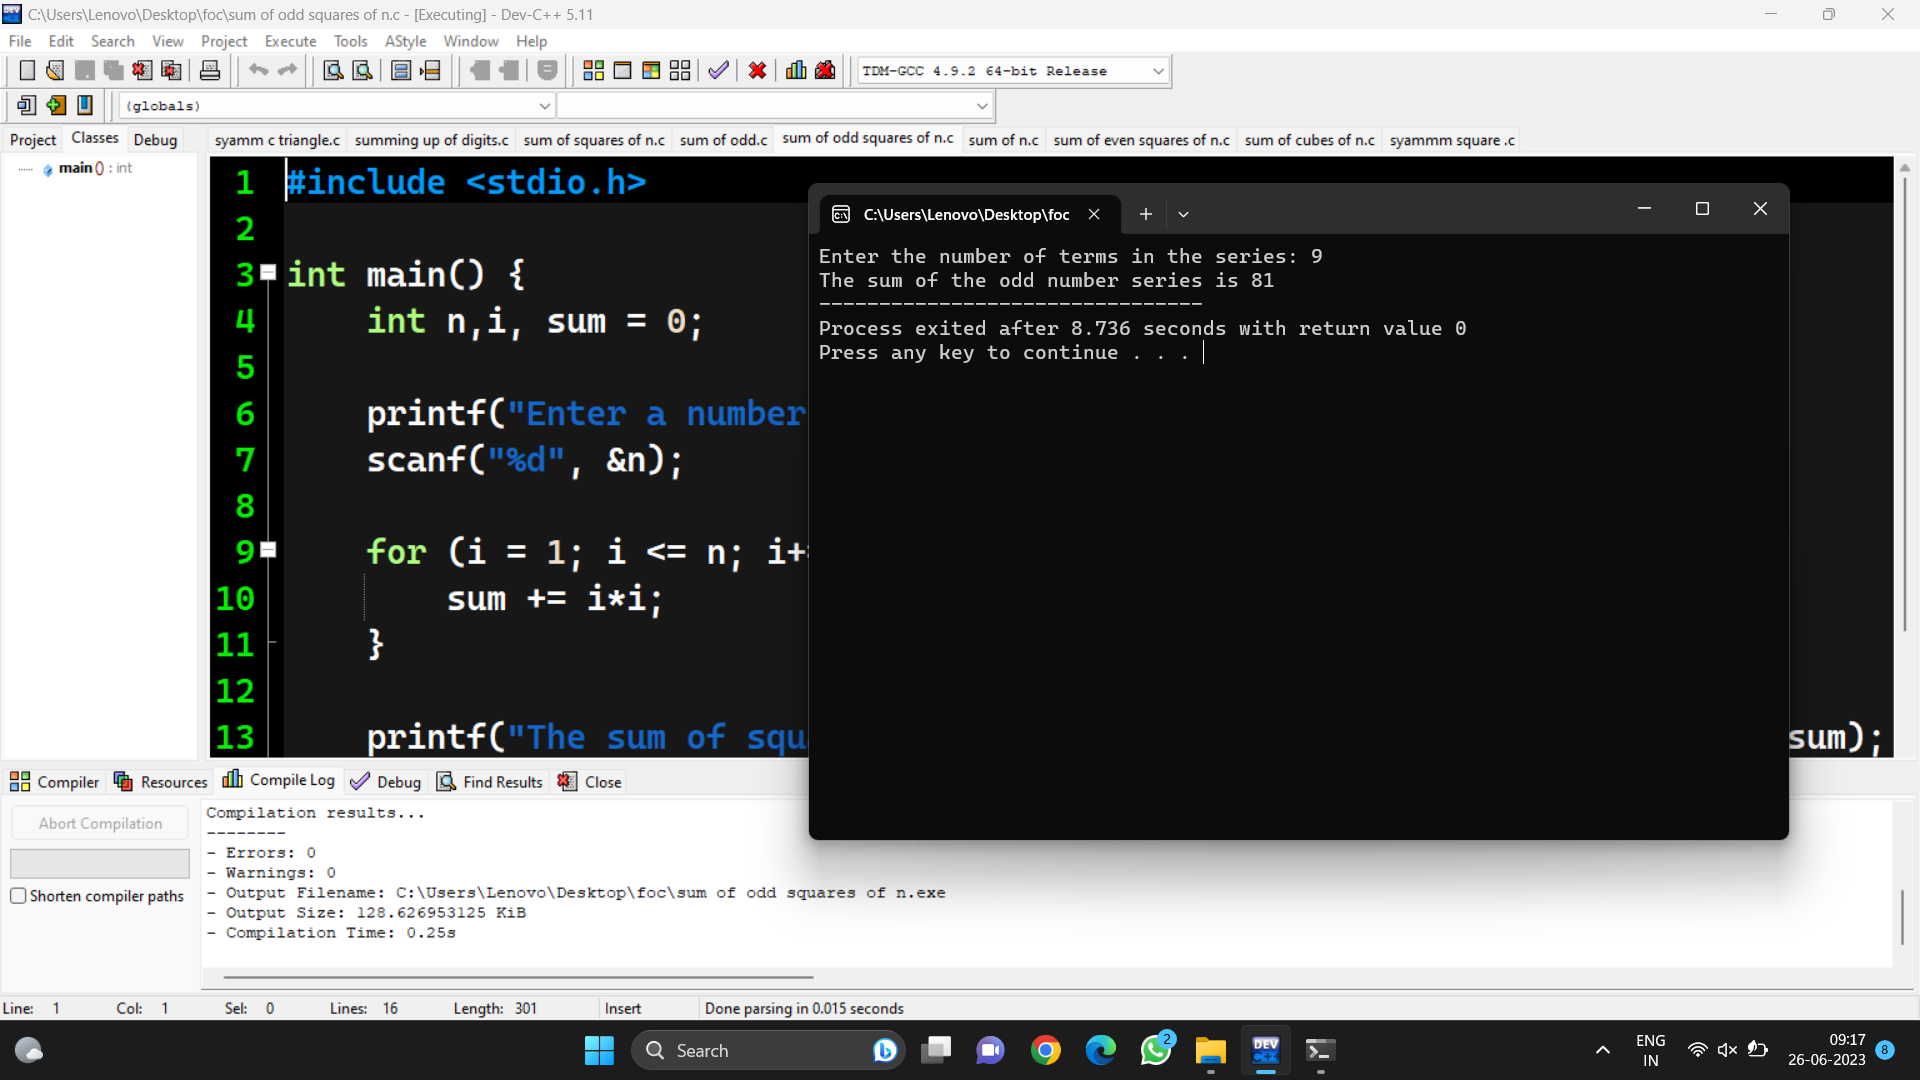 C:\Users\Lenovo\Desktop\foc\sum of odd squares of n.c - [Executing] - Dev-C++ 5.11
File Edit Search View Project Execute Tools AStyle Window Help
TDM-GCC 4.9.2 64-bit Release
(globals)
Project Classes Debug
syamm c triangle.c summing up of digits.c sum of squares of n.c sum of odd.c sum of odd squares of n.c sum of n.c sum of even squares of n.c sum of cubes of n.c syammm square .c
main () : int
1 #include <stdio.h>
2
3 int main() {
4 int n,i, sum = 0;
5
6 printf("Enter a number
7 scanf("%d", &n);
8
9 for (i = 1; i <= n; i+
10 sum += i*i;
11 }
12
13 printf("The sum of squ sum);
C:\Users\Lenovo\Desktop\foc
Enter the number of terms in the series: 9
The sum of the odd number series is 81
--------------------------------
Process exited after 8.736 seconds with return value 0
Press any key to continue . . .
Compiler Resources Compile Log Debug Find Results Close
Abort Compilation
Shorten compiler paths
Compilation results...
--------
- Errors: 0
- Warnings: 0
- Output Filename: C:\Users\Lenovo\Desktop\foc\sum of odd squares of n.exe
- Output Size: 128.626953125 KiB
- Compilation Time: 0.25s
Line: 1 Col: 1 Sel: 0 Lines: 16 Length: 301 Insert Done parsing in 0.015 seconds
Search
DEV C++
2
ENG
IN
09:17
26-06-2023
8